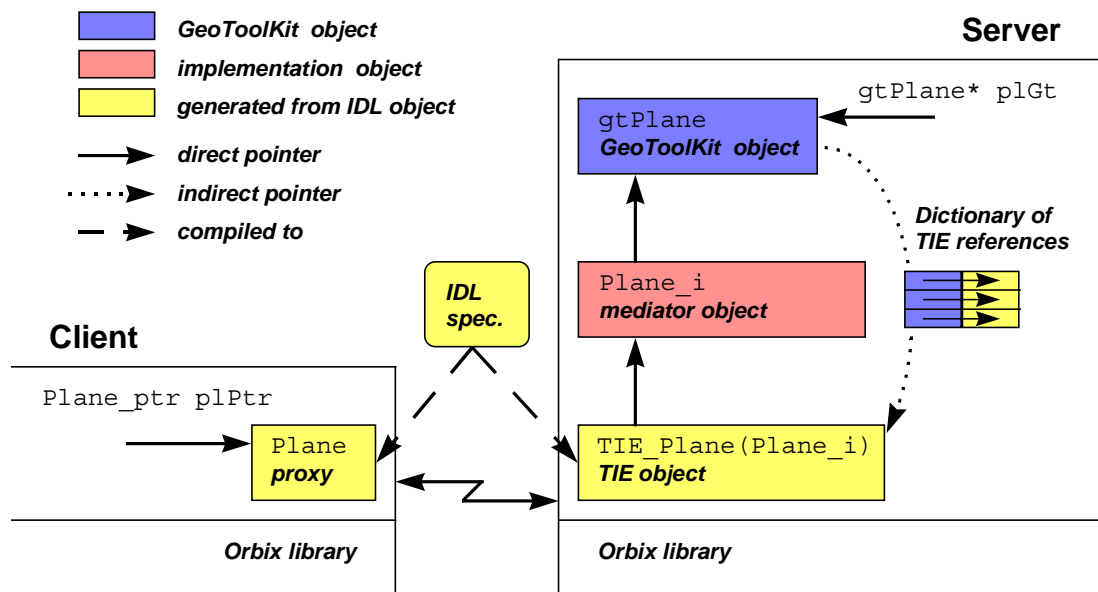 GeoToolKit object
implementation object
generated from IDL object
direct pointer
indirect pointer
compiled to
Server
gtPlane* plGt
gtPlane
GeoToolKit object
Dictionary of
TIE references
Plane_i
mediator object
IDL
spec.
Client
Plane_ptr plPtr
Plane
proxy
TIE_Plane(Plane_i)
TIE object
Orbix library
Orbix library